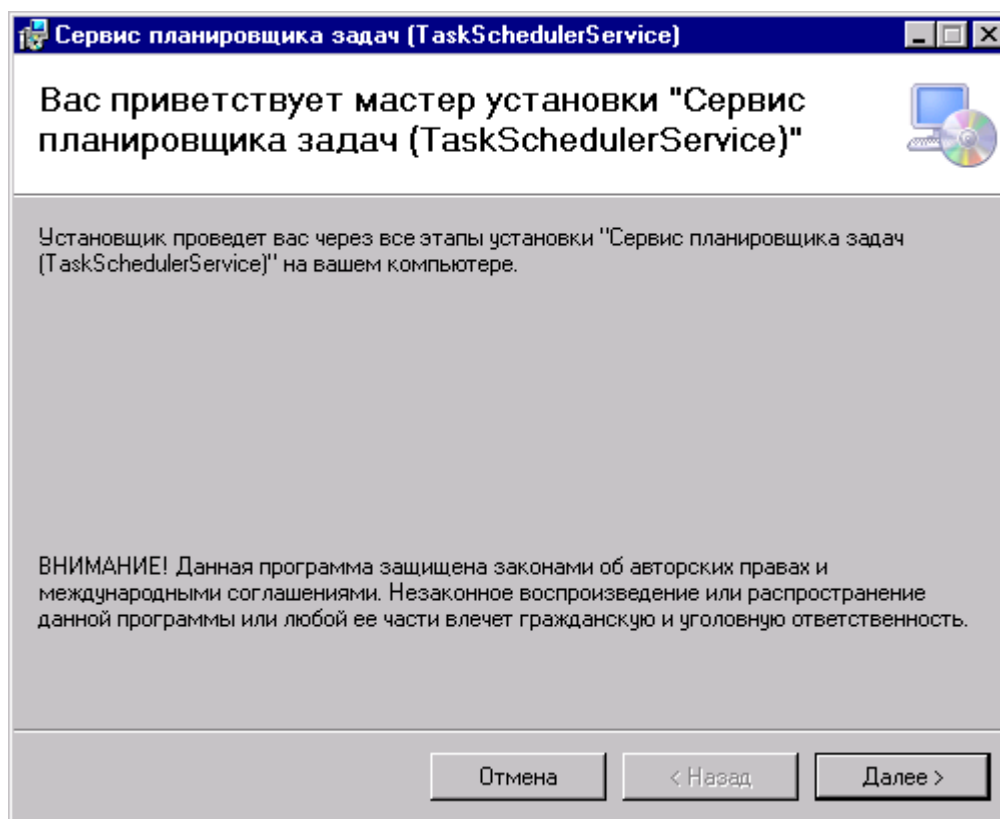 Сервис планировщика задач (TaskSchedulerService)
Вас приветствует мастер установки "Сервис
планировщика задач (TaskSchedulerService)"
Установщик проведет вас через все этапы установки "Сервис планировщика задач
(TaskSchedulerService)" на вашем компьютере.
ВНИМАНИЕ! Данная программа защищена законами об авторских правах и
международными соглашениями. Незаконное воспроизведение или распространение
данной программы или любой ее части влечет гражданскую и уголовную ответственность.
Отмена < Назад Далее >